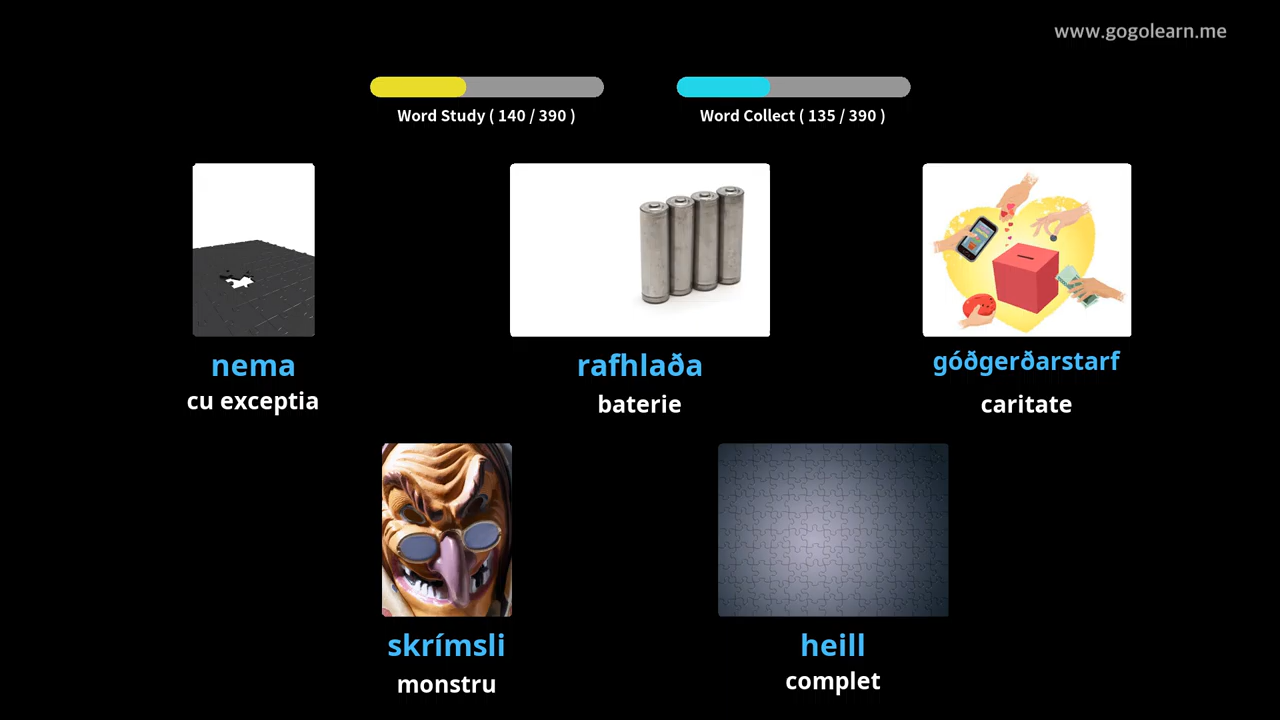 www.gogolearn.me
Word Study ( 140 / 390 )
Word Collect ( 135 / 390 )
nema
cu exceptia
rafhlaða
baterie
góðgerðarstarf
caritate
skrímsli
monstru
heill
complet